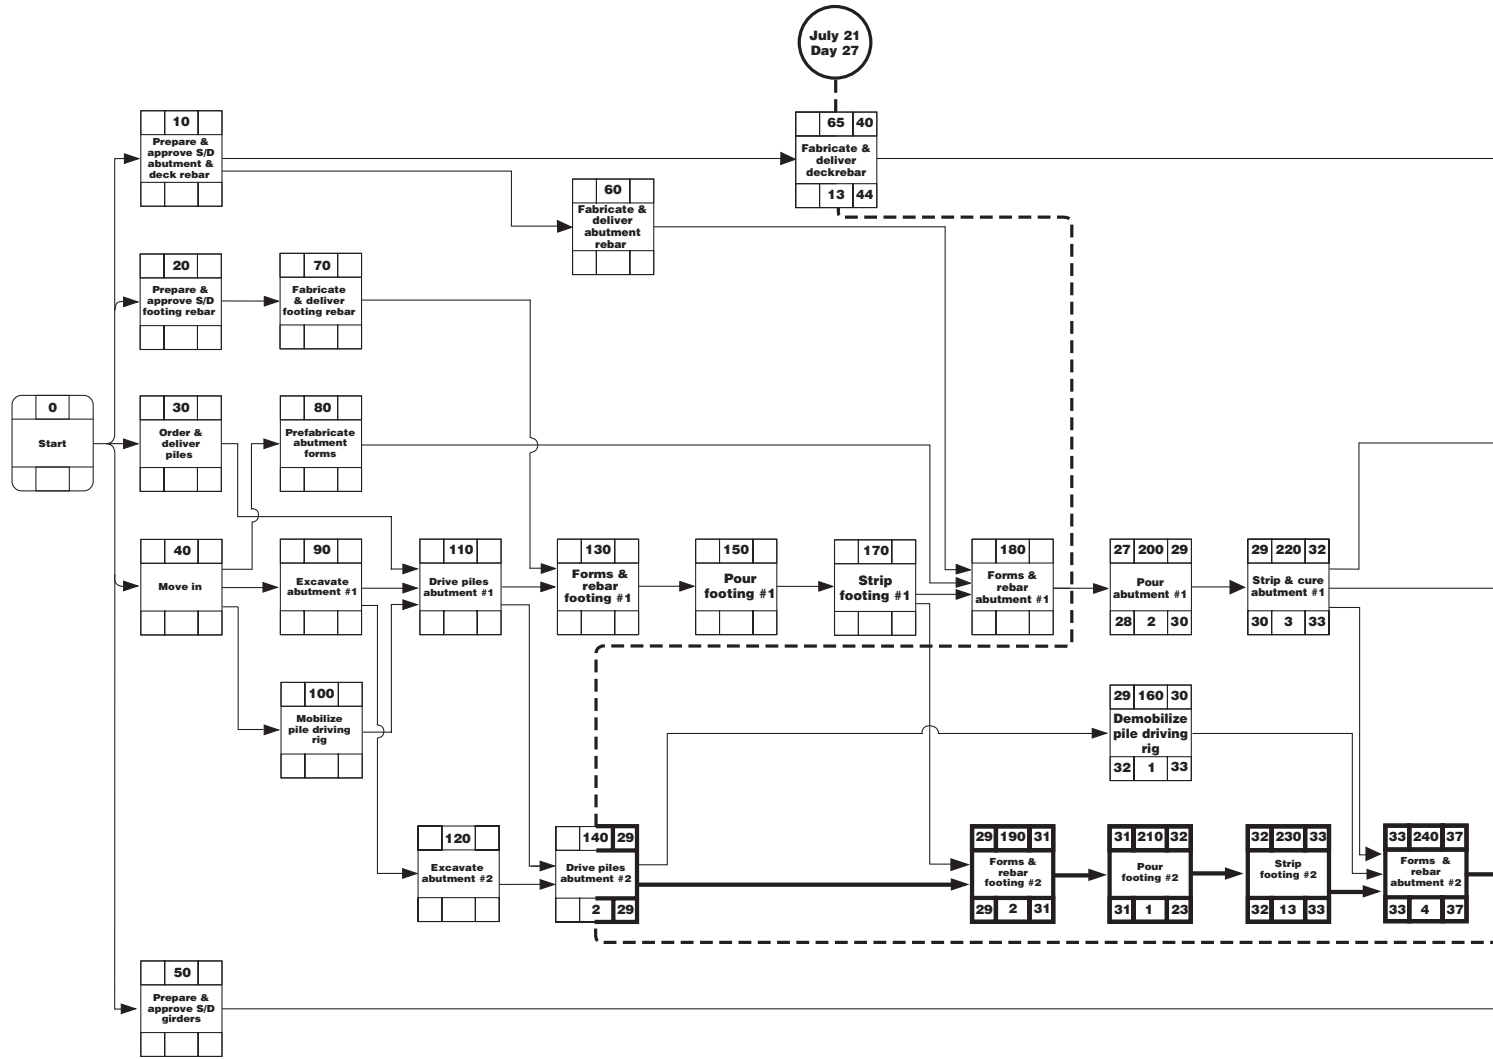 July 21
Day 27
10
Prepare &
approve S/D
abutment &
deck rebar
65 40
Fabricate &
deliver
deckrebar
13 44
60
Fabricate &
deliver
abutment
rebar
20
Prepare &
approve S/D
footing rebar
70
Fabricate
& deliver
footing rebar
0
Start
30
Order &
deliver
piles
80
Prefabricate
abutment
forms
40
Move in
90
Excavate
abutment #1
110
Drive piles
abutment #1
130
Forms &
rebar
footing #1
150
Pour
footing #1
170
Strip
footing #1
180
Forms &
rebar
abutment #1
27 200 29
Pour
abutment #1
28 2 30
29 220 32
Strip & cure
abutment #1
30 3 33
100
Mobilize
pile driving
rig
29 160 30
Demobilize
pile driving
rig
32 1 33
120
Excavate
abutment #2
140 29
Drive piles
abutment #2
2 29
29 190 31
Forms &
rebar
footing #2
29 2 31
31 210 32
Pour
footing #2
31 1 23
32 230 33
Strip
footing #2
32 13 33
33 240 37
Forms &
rebar
abutment #2
33 4 37
50
Prepare &
approve S/D
girders